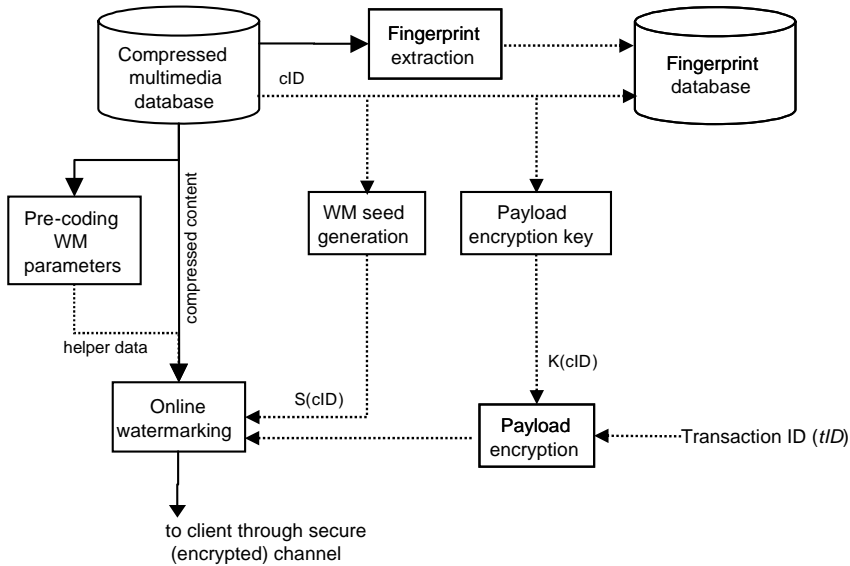 Compressed
multimedia
database
Fingerprint
extraction
Fingerprint
database
cID
Pre-coding
WM
parameters
compressed content
WM seed
generation
Payload
encryption key
helper data
S(cID)
K(cID)
Online
watermarking
Payload
encryption
Transaction ID (tID)
to client through secure
(encrypted) channel